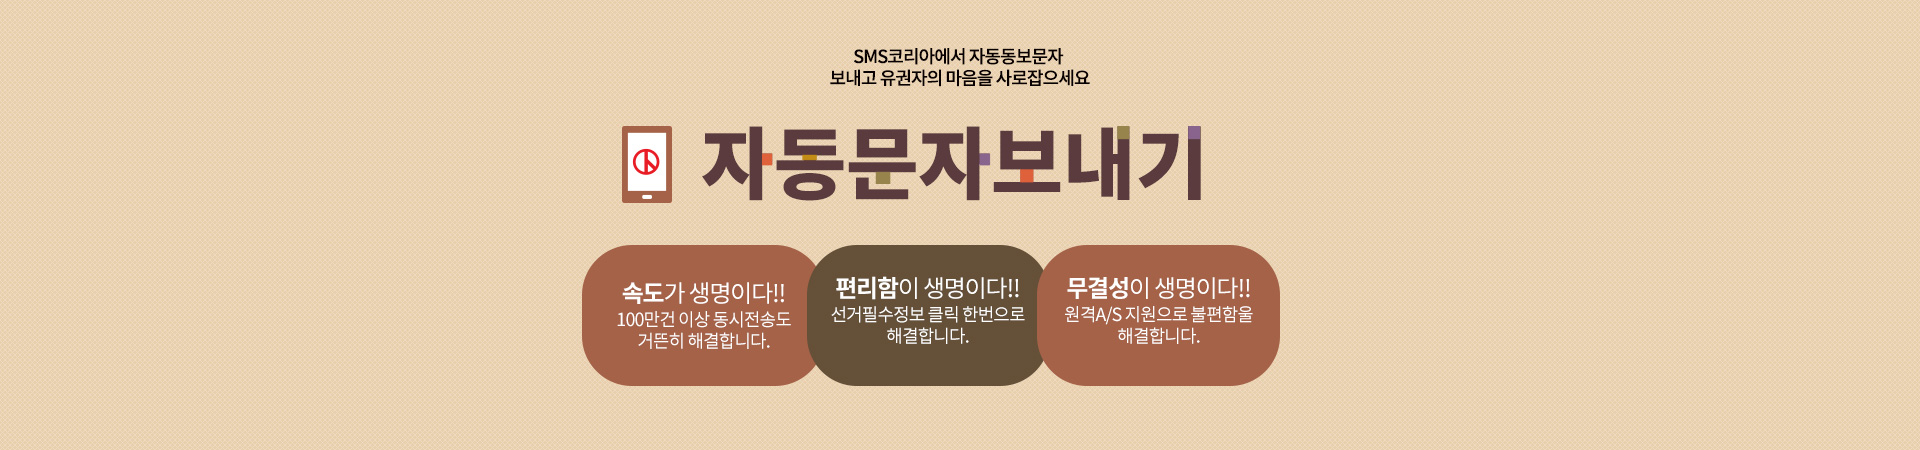 SMS코리아에서 자동동보문자
보내고 유권자의 마음을 사로잡으세요
자동문자보내기
속도가 생명이다!!
100만건 이상 동시전송도
거뜬히 해결합니다.
편리함이 생명이다!!
선거필수정보 클릭 한번으로
해결합니다.
무결성이 생명이다!!
원격A/S 지원으로 불편함을
해결합니다.